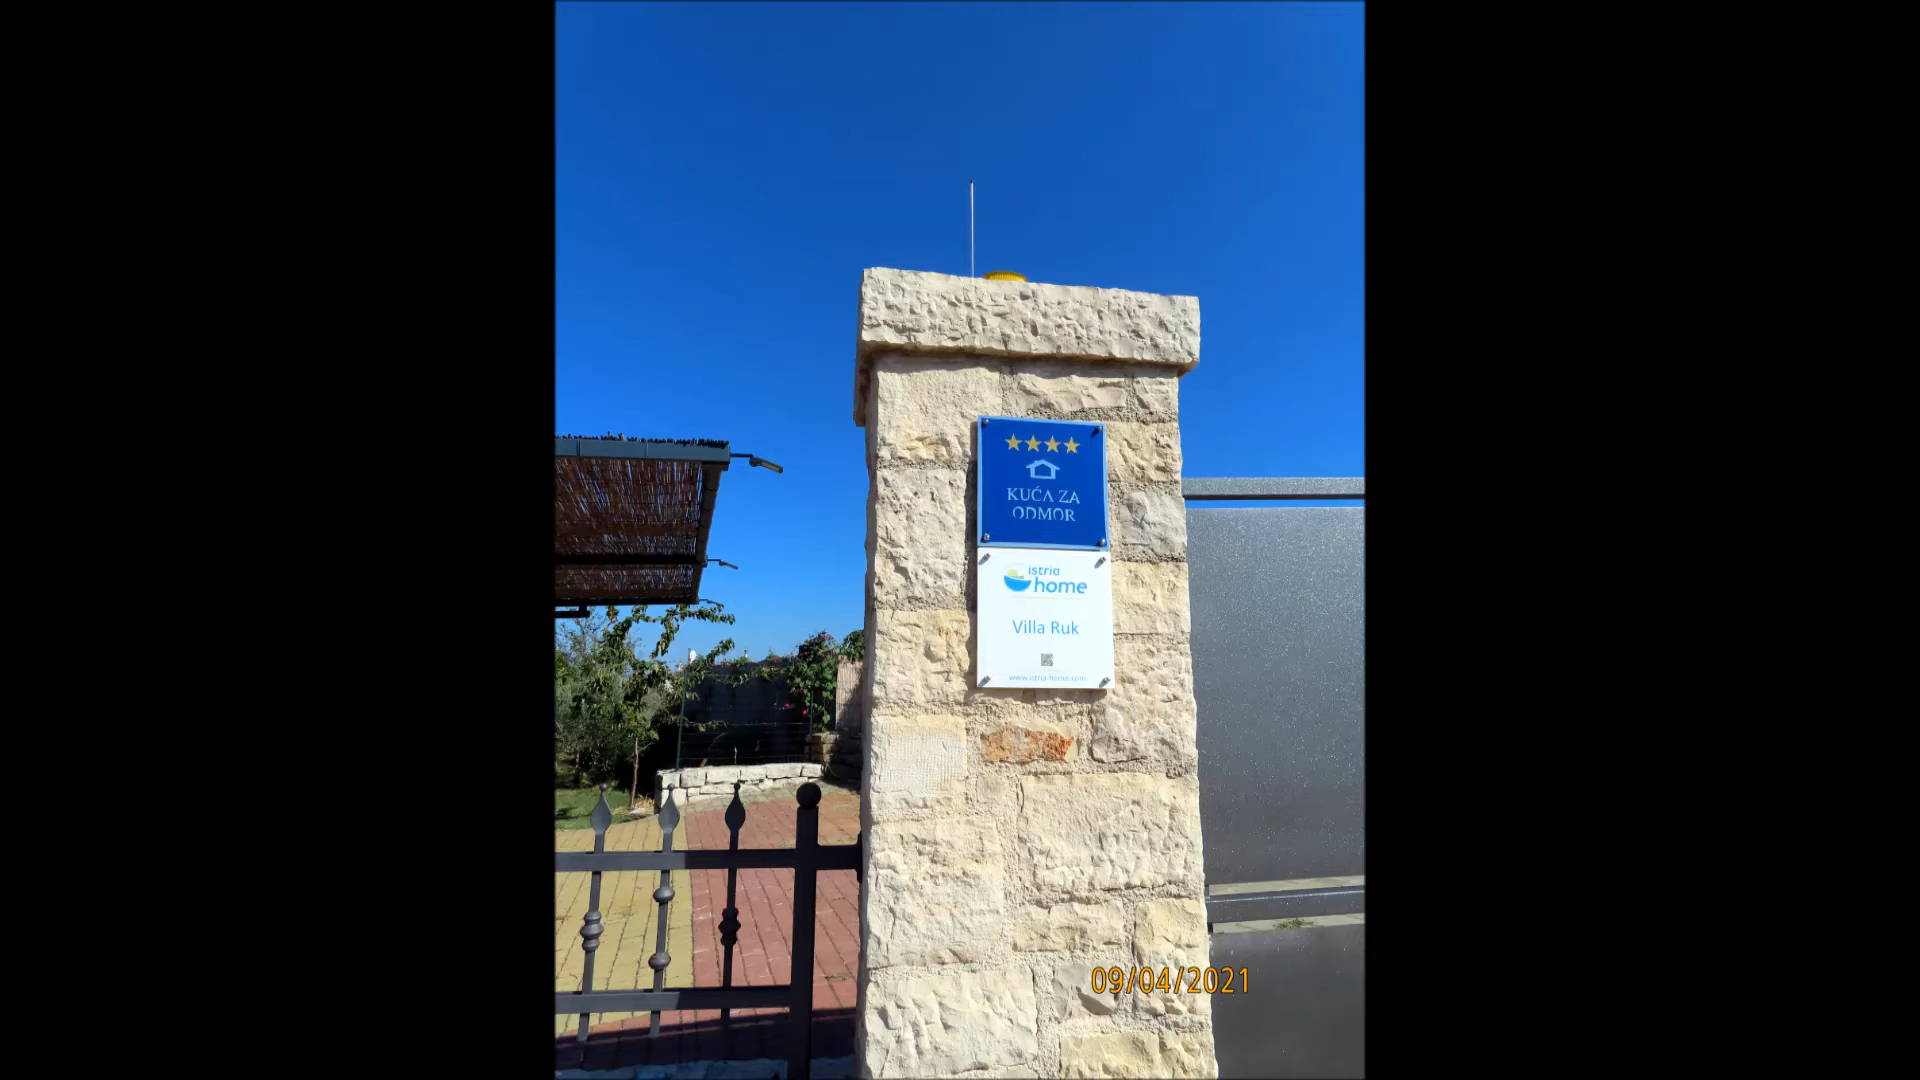 KUĆA ZA
ODMOR
istria
home
Villa Ruk
www.istria-home.com
09/04/2021